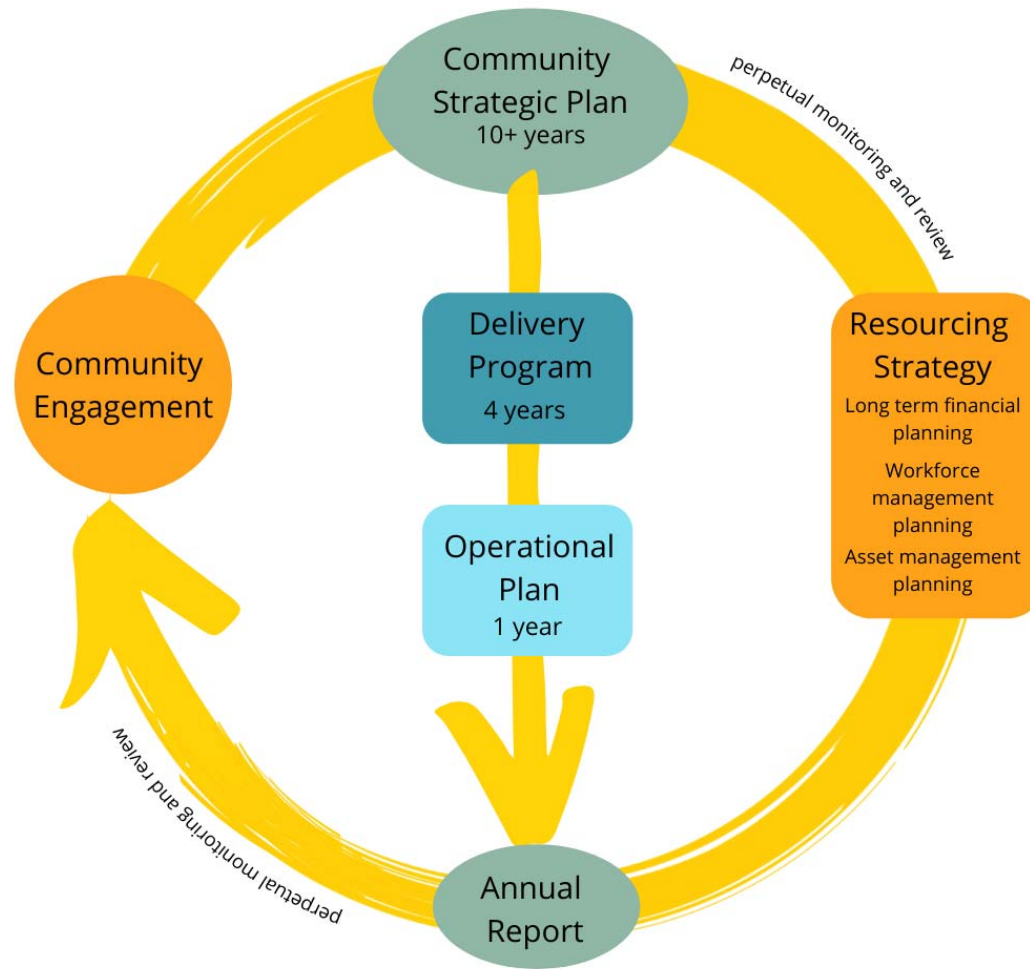 Community
Strategic Plan
10+ years
perpetual monitoring and review
Community
Engagement
Delivery
Program
4 years
Resourcing
Strategy
Long term financial
planning
Workforce
management
planning
Asset management
planning
Operational
Plan
1 year
perpetual monitoring and review
Annual
Report